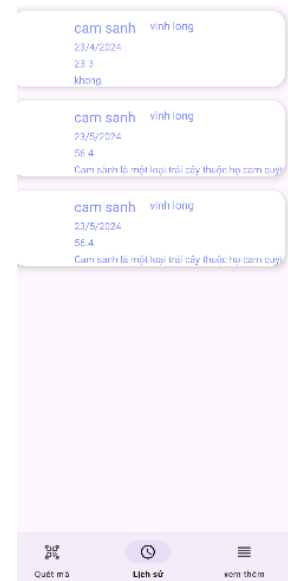 cam sanh vinh long
23/4/2024
23.3
khong
cam sanh vinh long
23/5/2024
56.4
Cam sành là một loại trái cây thuộc họ cam quýt
cam sanh vinh long
23/5/2024
56.4
Cam sành là một loại trái cây thuộc họ cam quýt
Quét mã Lịch sử xem thêm